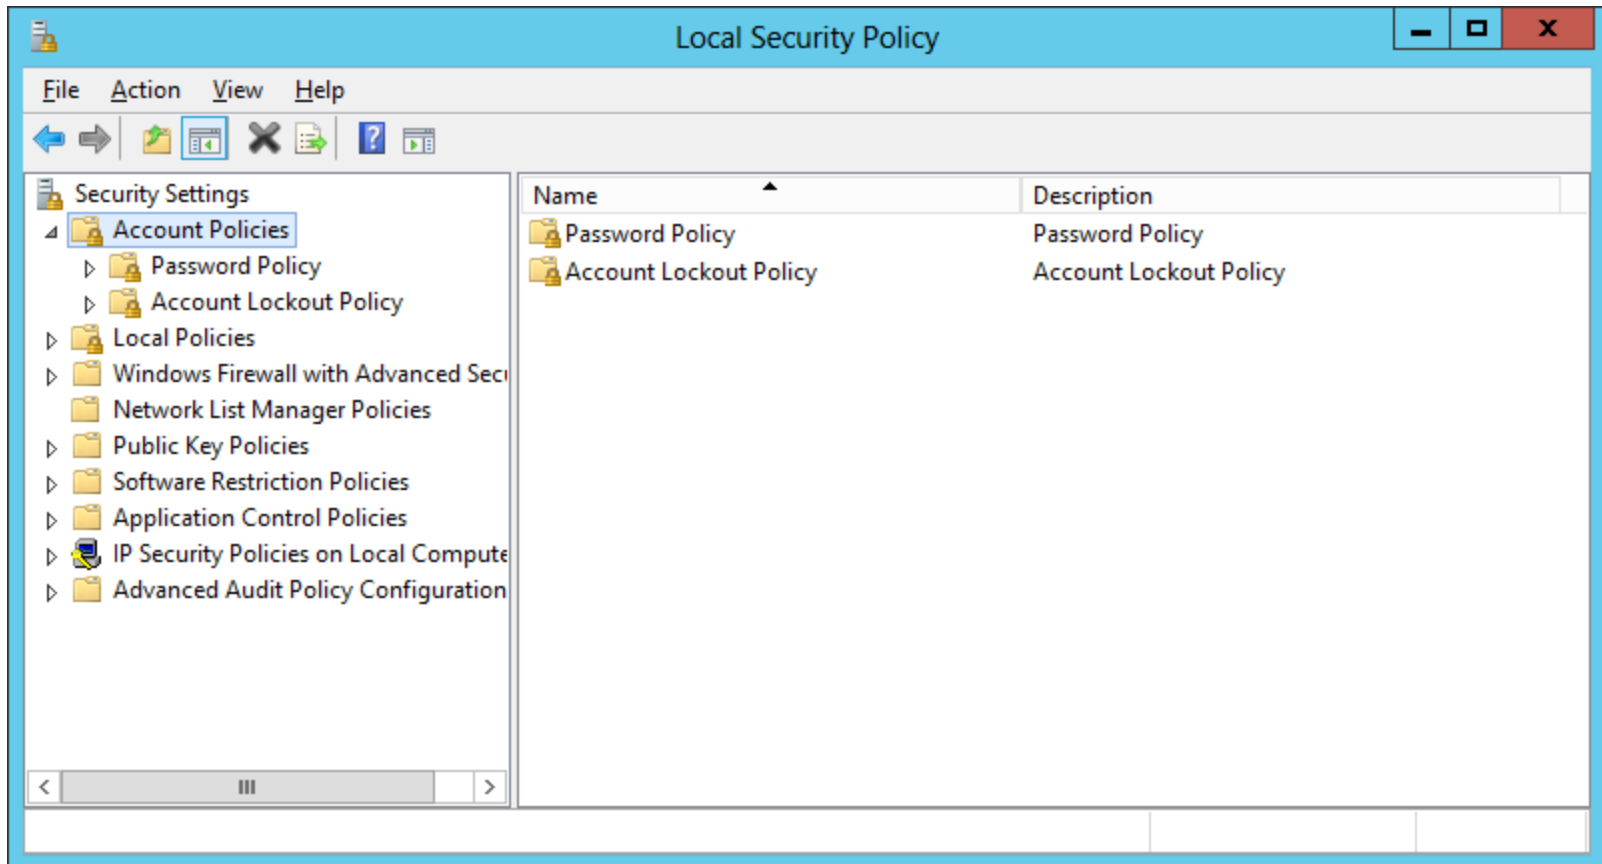 Local Security Policy
File Action View Help
Security Settings
Account Policies
Password Policy
Account Lockout Policy
Local Policies
Windows Firewall with Advanced Secu
Network List Manager Policies
Public Key Policies
Software Restriction Policies
Application Control Policies
IP Security Policies on Local Compute
Advanced Audit Policy Configuration
Name Description
Password Policy Password Policy
Account Lockout Policy Account Lockout Policy